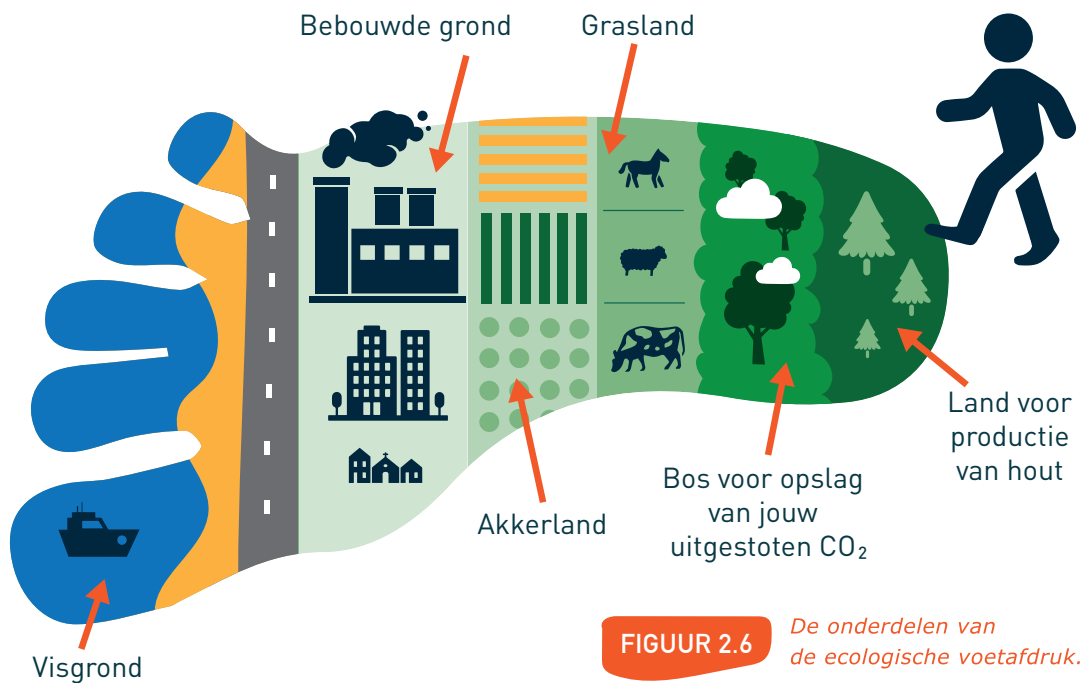 Bebouwde grond
Grasland
Land voor
productie
van hout
Bos voor opslag
van jouw
uitgestoten CO₂
Akkerland
Visgrond
FIGUUR 2.6
De onderdelen van
de ecologische voetafdruk.